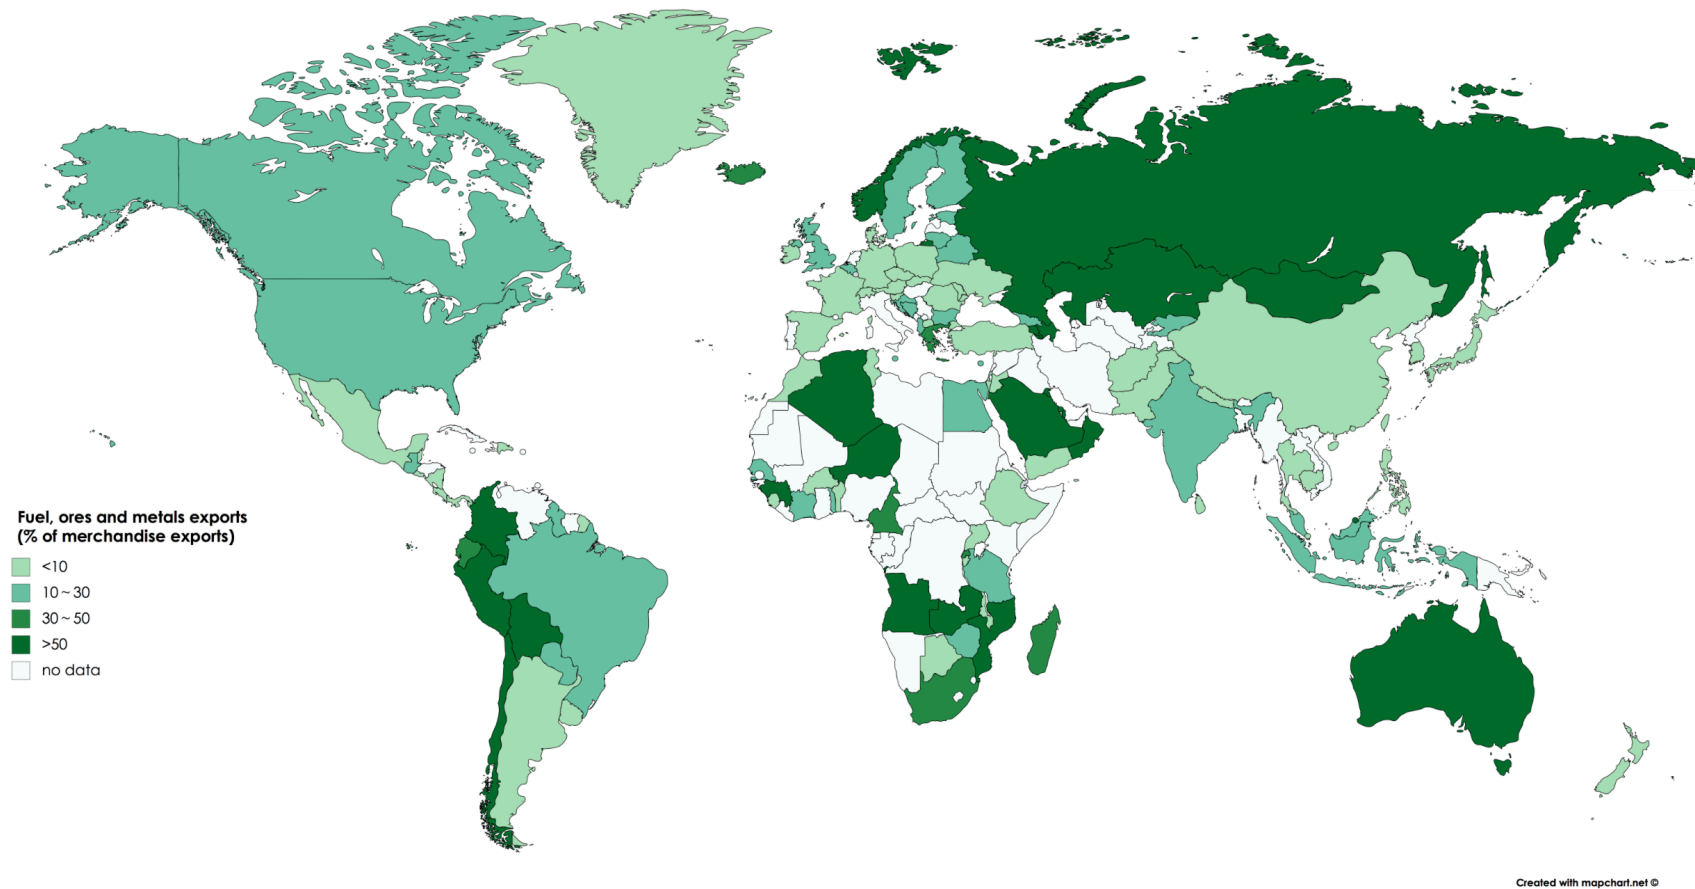 Fuel, ores and metals exports
(% of merchandise exports)
<10
10 ~ 30
30 ~ 50
>50
no data
Created with mapchart.net ©